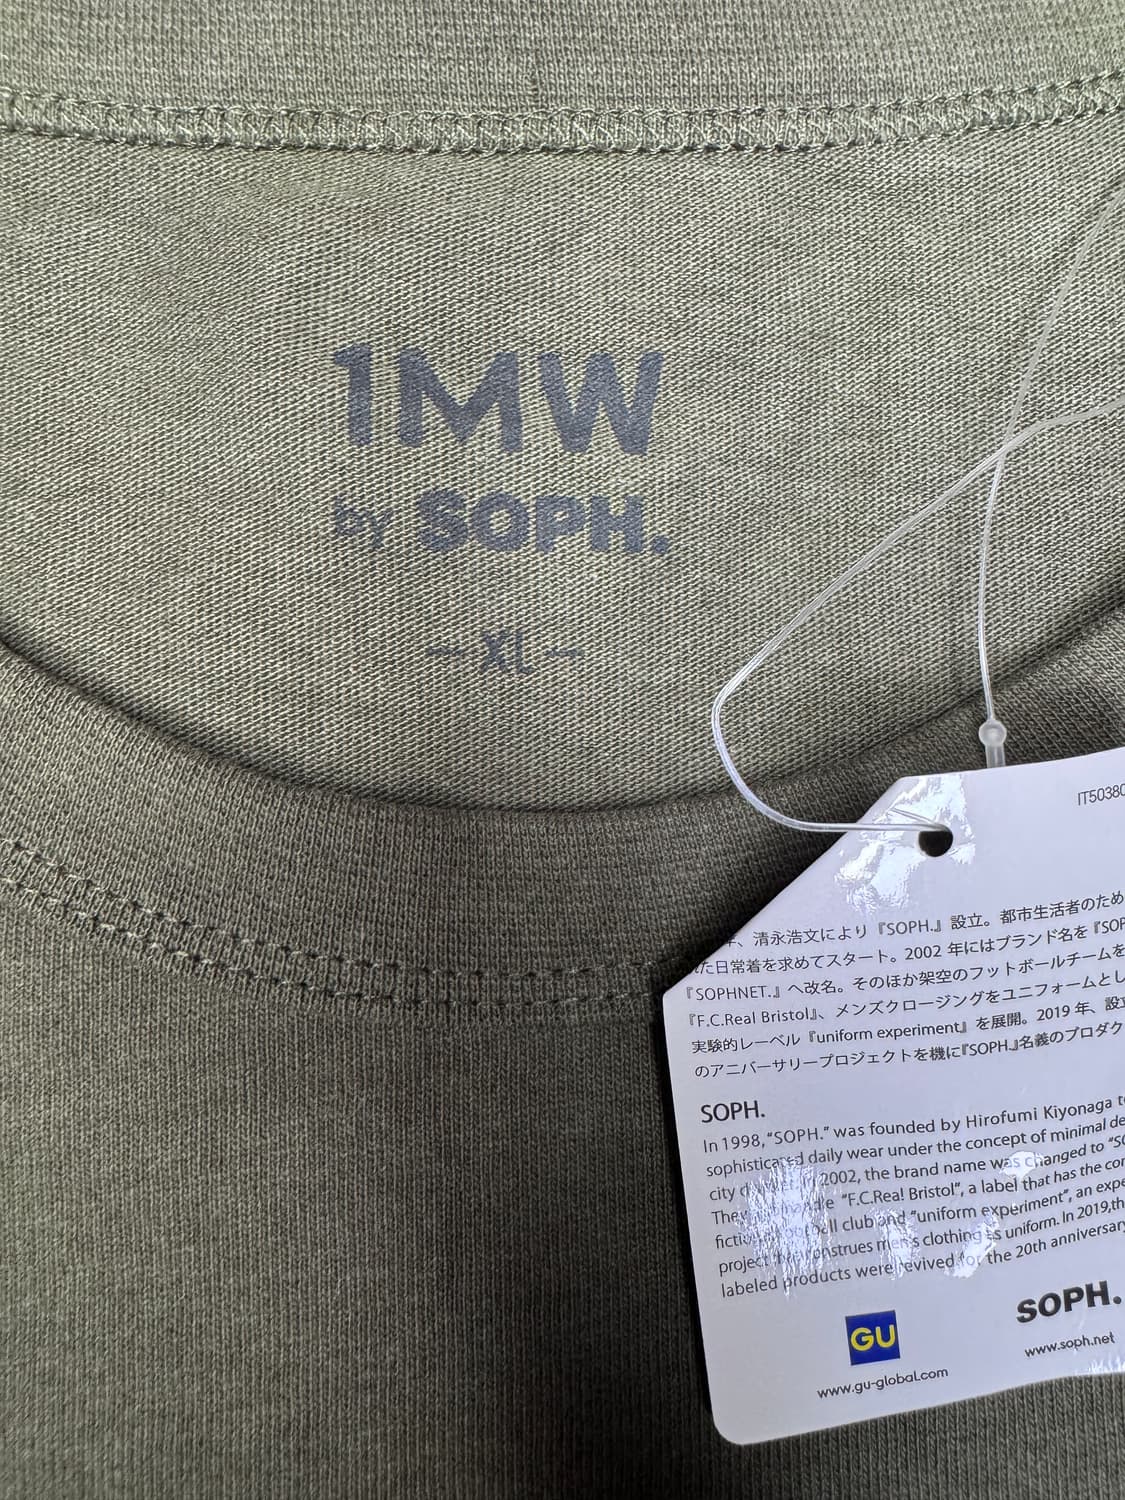 1MW
by SOPH.
— XL —
IT50380
、清永浩文により『SOPH.』設立。都市生活者のため
た日常着を求めてスタート。2002 年にはブランド名を『SOP
『SOPHNET.』へ改名。そのほか架空のフットボールチームを
『F.C.Real Bristol』、メンズクロージングをユニフォームとし
実験的レーベル『uniform experiment』を展開。2019 年、設立
のアニバーサリープロジェクトを機に『SOPH.』名義のプロダク
SOPH.
In 1998, “SOPH.” was founded by Hirofumi Kiyonaga
sophisticated daily wear under the concept of minimal
city 2002, the brand name was changed to
They “F.C.Real Bristol”, a label that has the
club and “uniform experiment”, an
project men's clothing as uniform. In 2019,
labeled products were revived for the 20th anniversary
GU
www.gu-global.com
SOPH.
www.soph.net